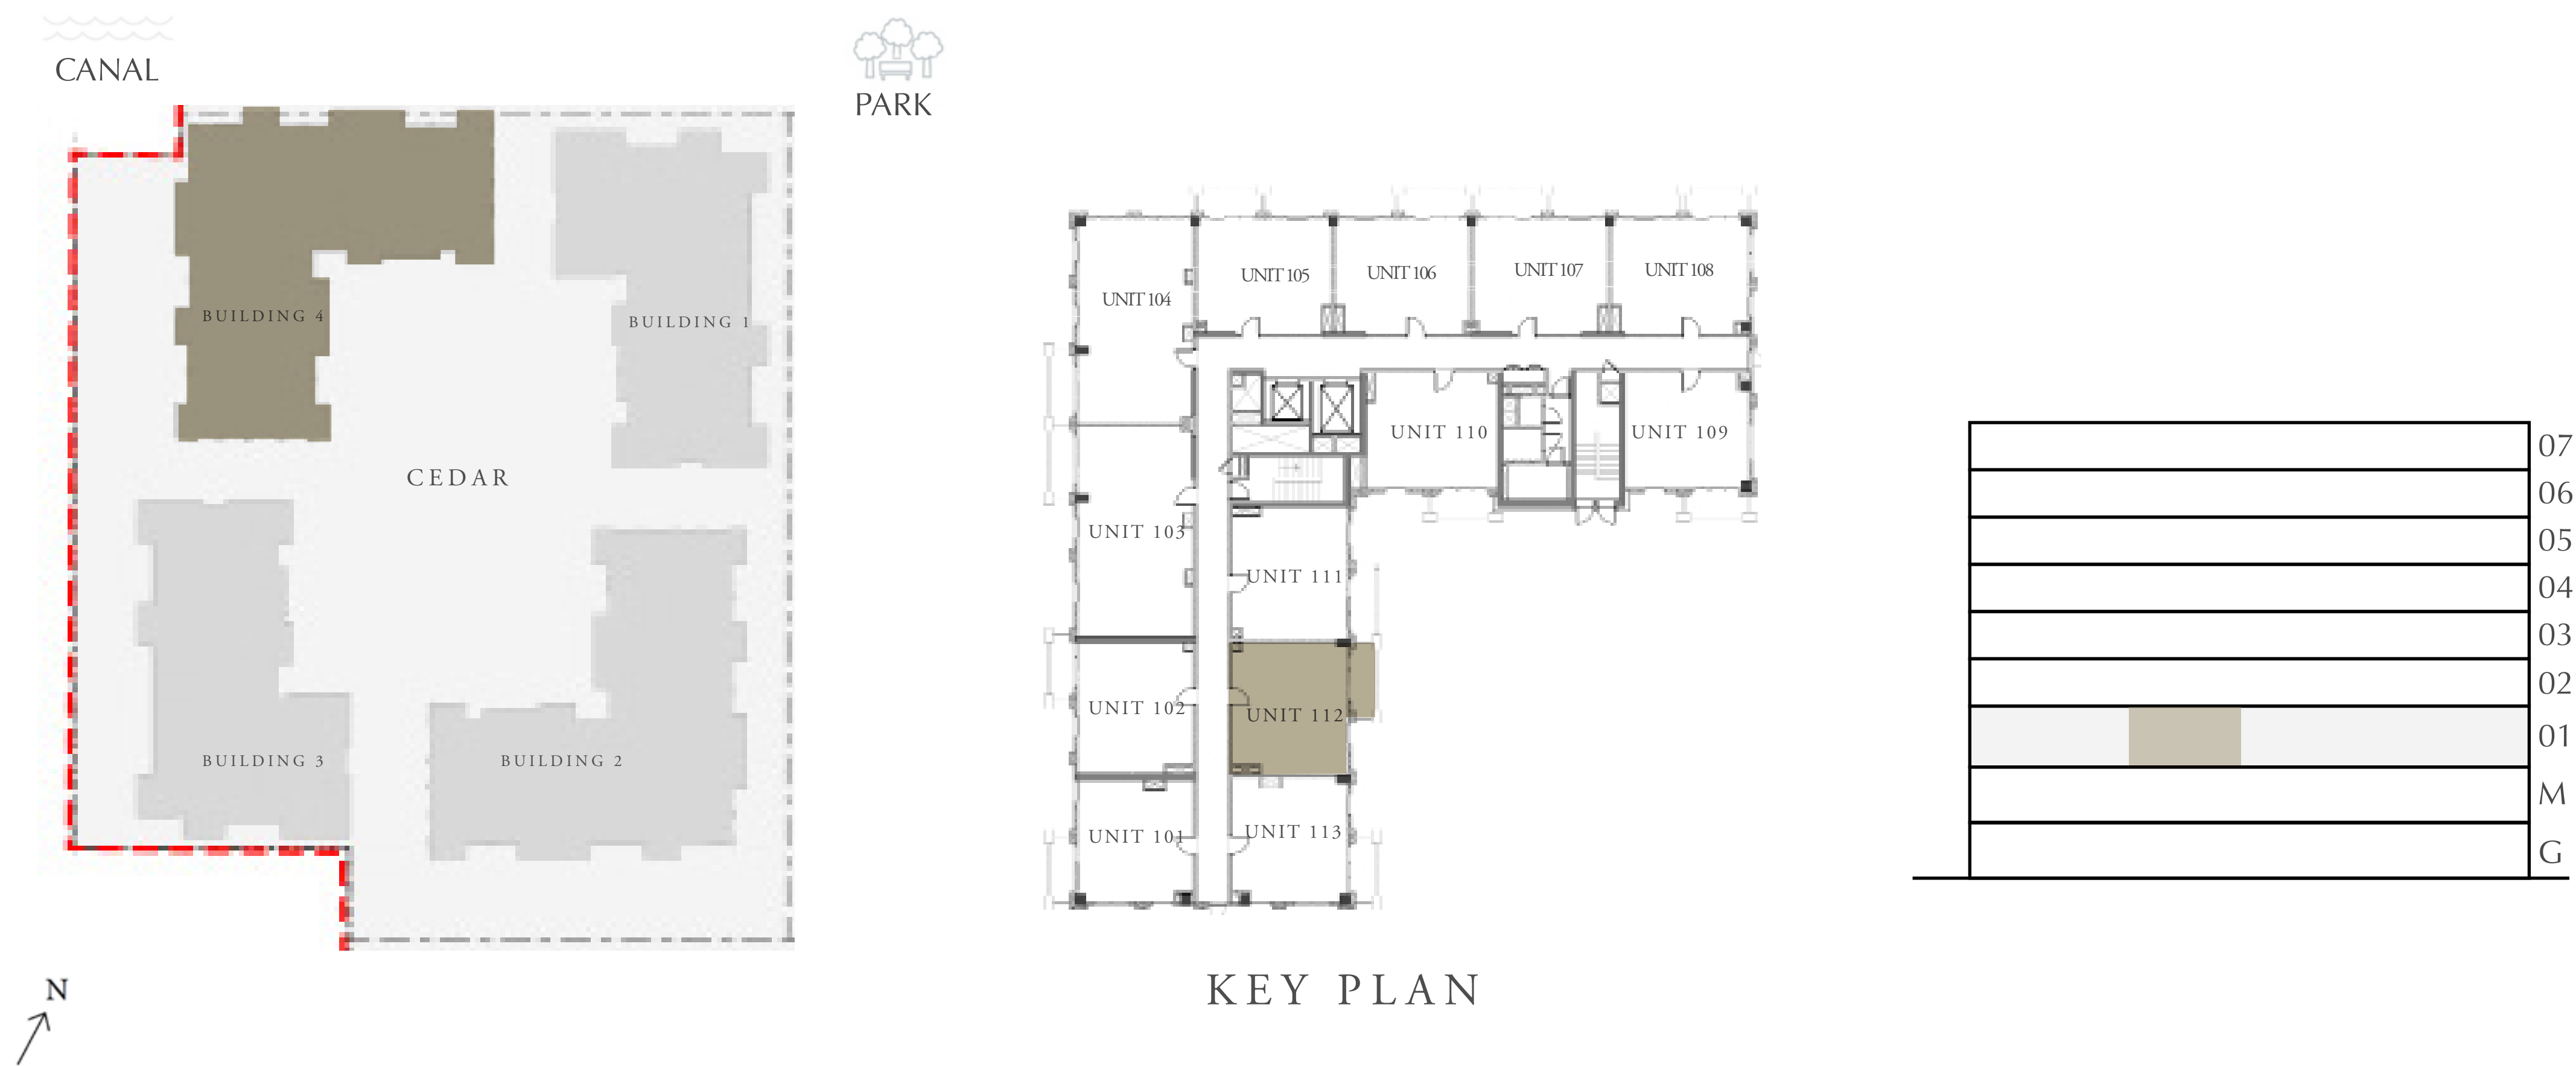 CANAL
PARK
BUILDING 4
BUILDING 1
CEDAR
BUILDING 3
BUILDING 2
N
UNIT 104
UNIT 105
UNIT 106
UNIT 107
UNIT 108
UNIT 110
UNIT 109
UNIT 103
UNIT 111
UNIT 102
UNIT 112
UNIT 101
UNIT 113
KEY PLAN
07
06
05
04
03
02
01
M
G